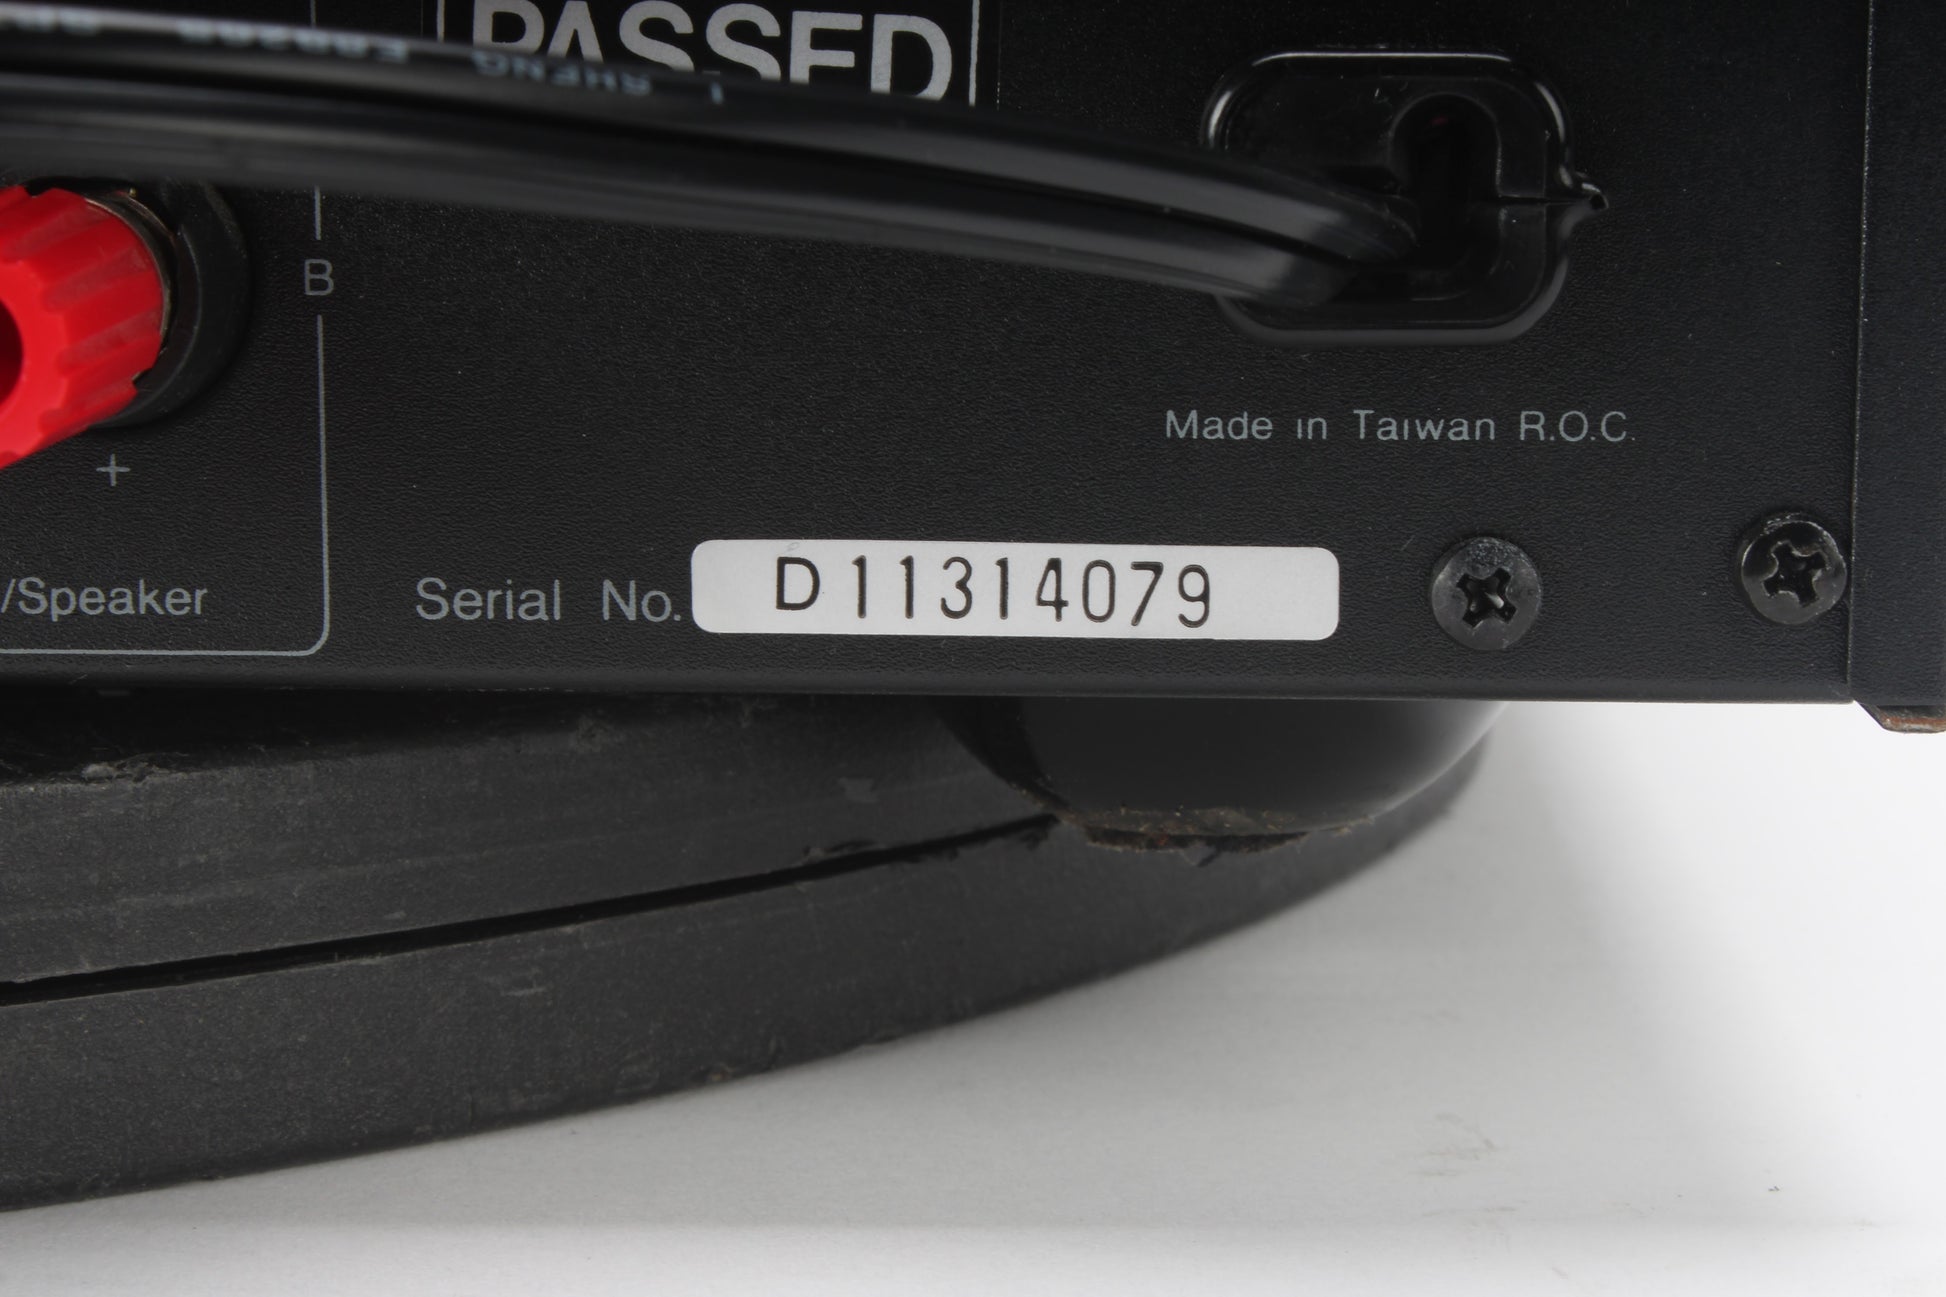 PASSED
B
Made in Taiwan R.O.C.
+
/Speaker
Serial No. D11314079